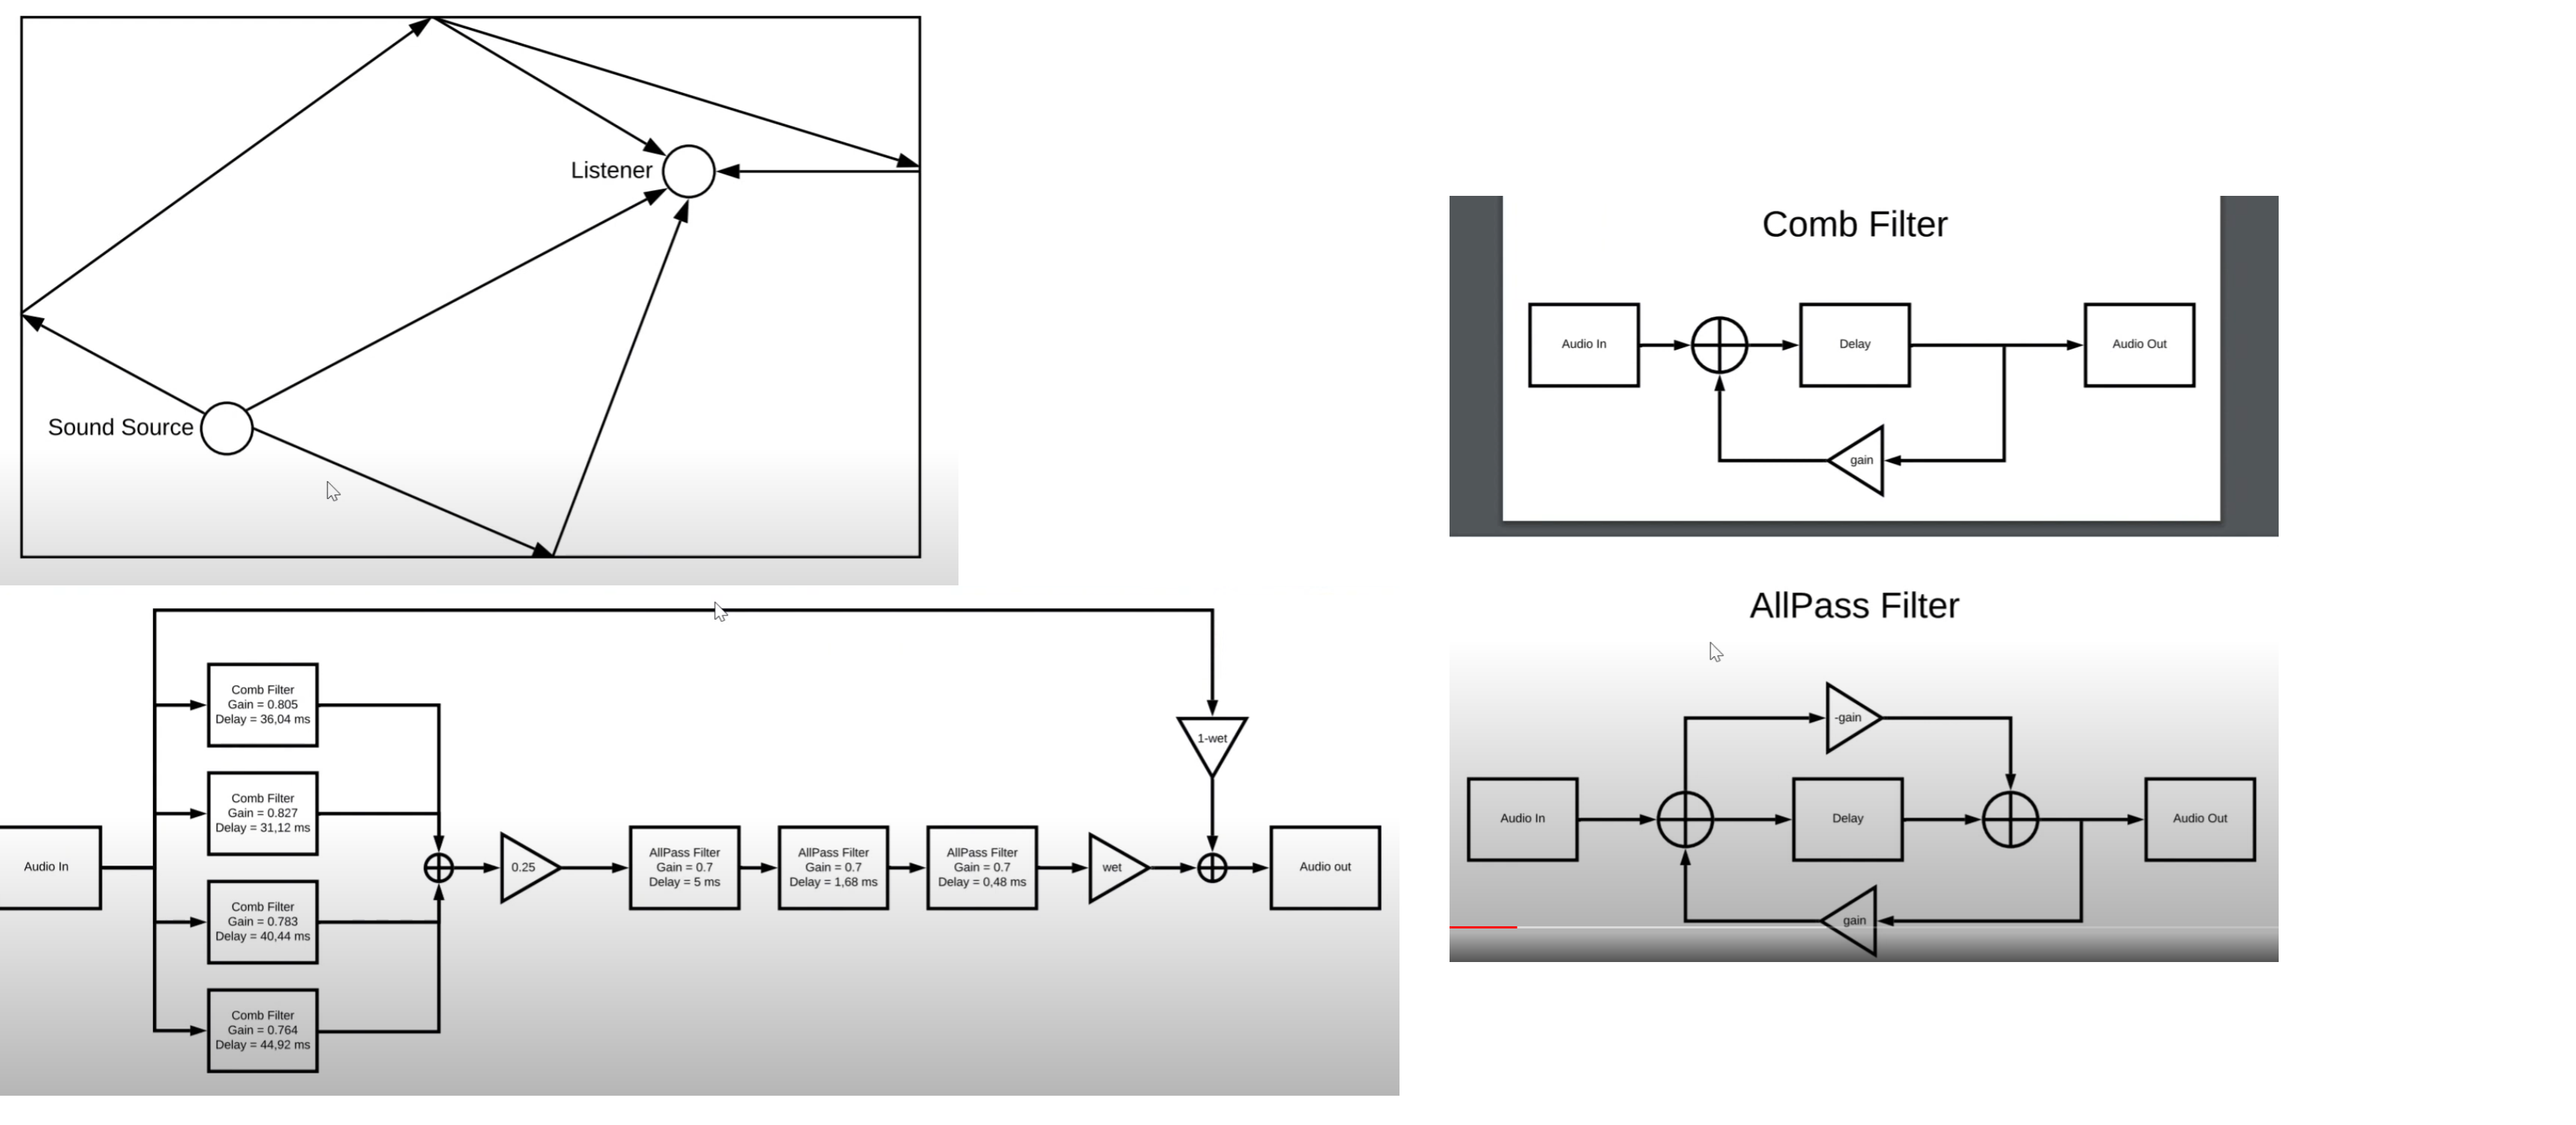 Listener
Sound Source
Comb Filter
Audio In
Delay
Audio Out
gain
AllPass Filter
-gain
Audio In
Delay
Audio Out
gain
Audio In
Comb Filter
Gain = 0.805
Delay = 36,04 ms
Comb Filter
Gain = 0.827
Delay = 31,12 ms
Comb Filter
Gain = 0.783
Delay = 40,44 ms
Comb Filter
Gain = 0.764
Delay = 44,92 ms
0.25
AllPass Filter
Gain = 0.7
Delay = 5 ms
AllPass Filter
Gain = 0.7
Delay = 1,68 ms
AllPass Filter
Gain = 0.7
Delay = 0,48 ms
wet
1-wet
Audio out